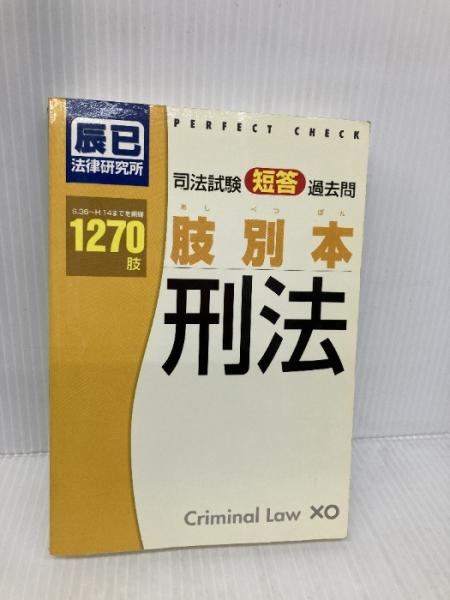 PERFECT CHECK
辰已
法律研究所
司法試験 短答 過去問
S.36〜H.14までを網羅
1270
肢
あしべつぼん
肢別本
刑法
Criminal Law XO